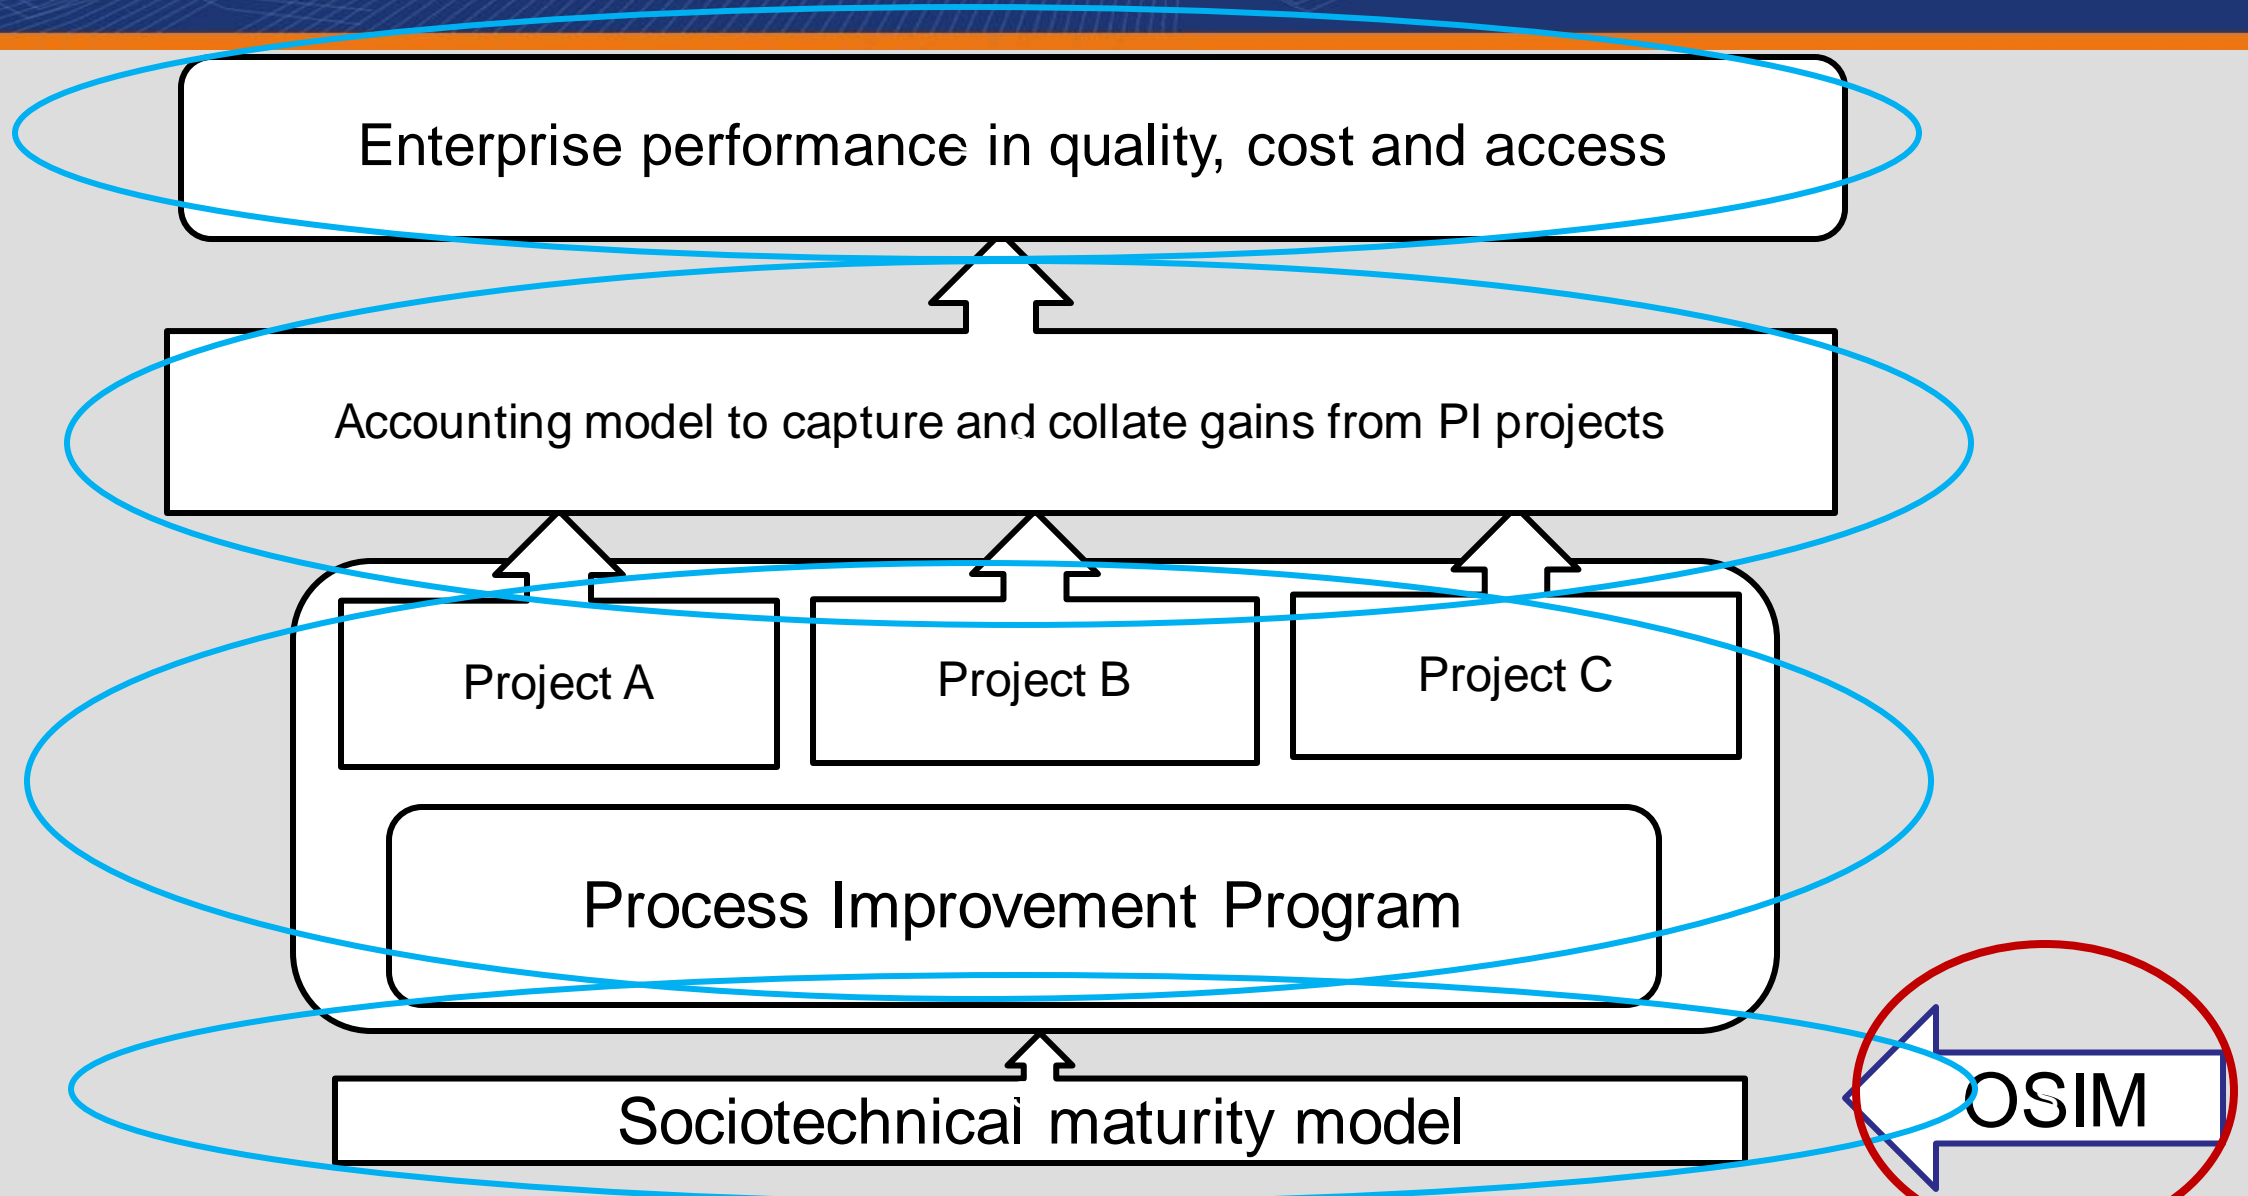 Enterprise performance in quality, cost and access
Accounting model to capture and collate gains from PI projects
Project A
Project B
Project C
Process Improvement Program
Sociotechnical maturity model
OSIM